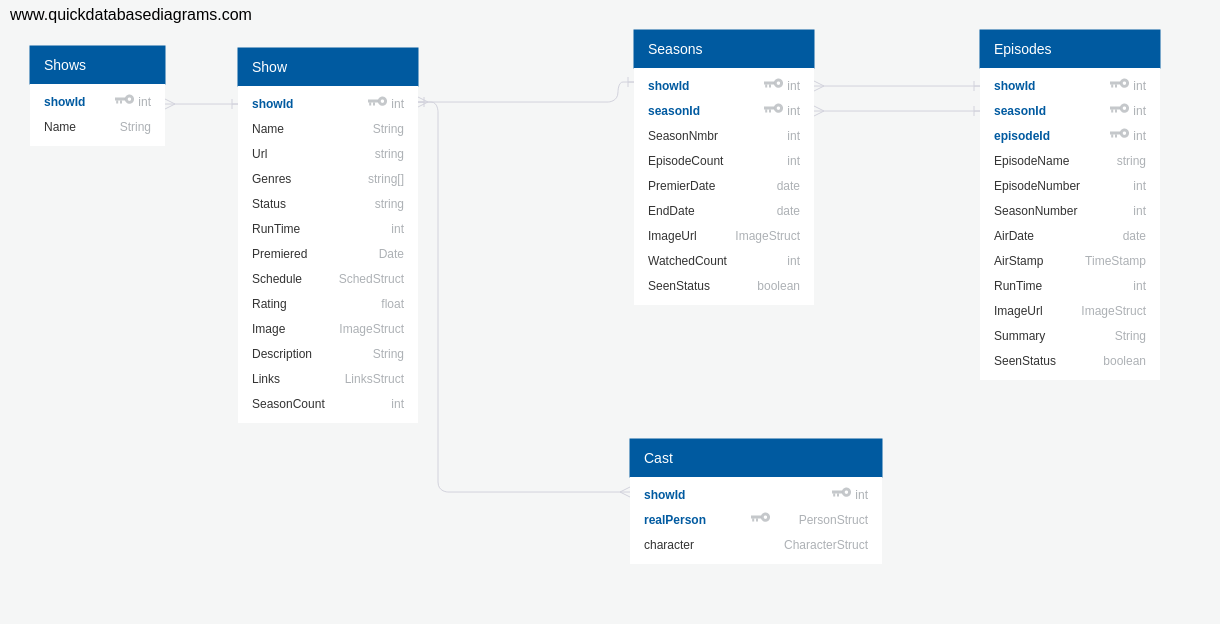 www.quickdatabasediagrams.com
Shows
showId int
Name String
Show
showId int
Name String
Url string
Genres string[]
Status string
RunTime int
Premiered Date
Schedule SchedStruct
Rating float
Image ImageStruct
Description String
Links LinksStruct
SeasonCount int
Seasons
showId int
seasonId int
SeasonNmbr int
EpisodeCount int
PremierDate date
EndDate date
ImageUrl ImageStruct
WatchedCount int
SeenStatus boolean
Episodes
showId int
seasonId int
episodeId int
EpisodeName string
EpisodeNumber int
SeasonNumber int
AirDate date
AirStamp TimeStamp
RunTime int
ImageUrl ImageStruct
Summary String
SeenStatus boolean
Cast
showId int
realPerson PersonStruct
character CharacterStruct